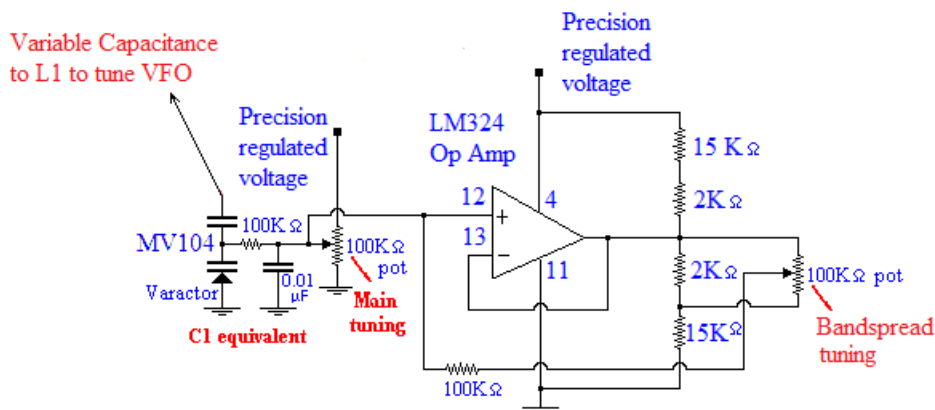 Variable Capacitance
to L1 to tune VFO
Precision
regulated
voltage
Precision
regulated
voltage
LM324
Op Amp
15 KΩ
2KΩ
12
4
13
11
100KΩ
MV104
100KΩ
pot
0.01
µF
Varactor
Main
tuning
C1 equivalent
2KΩ
100KΩ pot
15KΩ
Bandspread
tuning
100KΩ
+
−